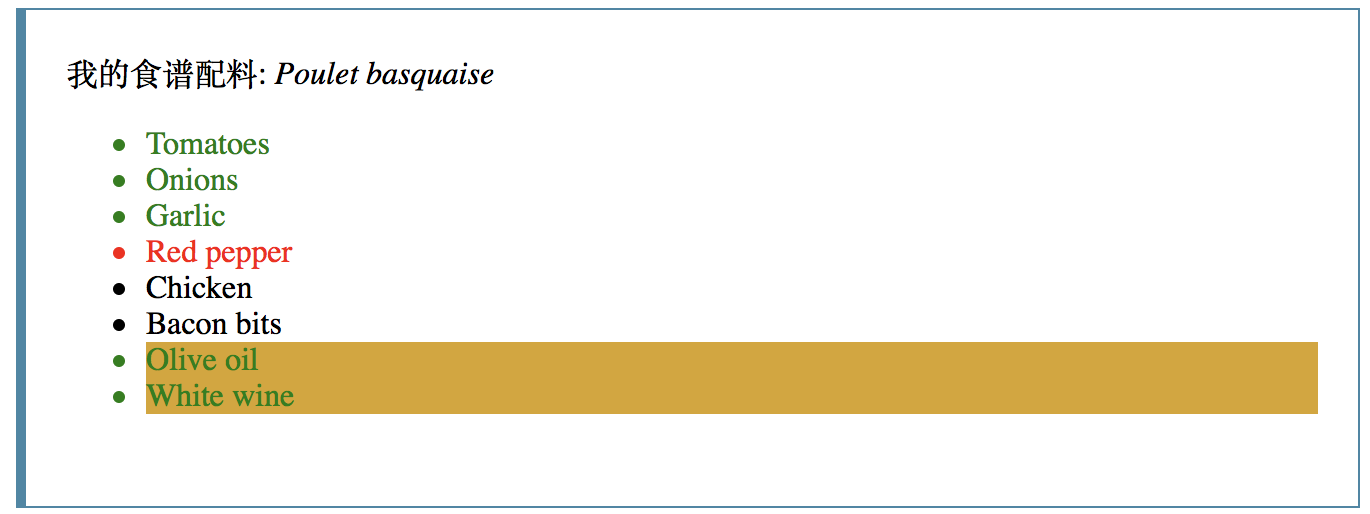 我的食谱配料: Poulet basquaise
Tomatoes
Onions
Garlic
Red pepper
Chicken
Bacon bits
Olive oil
White wine